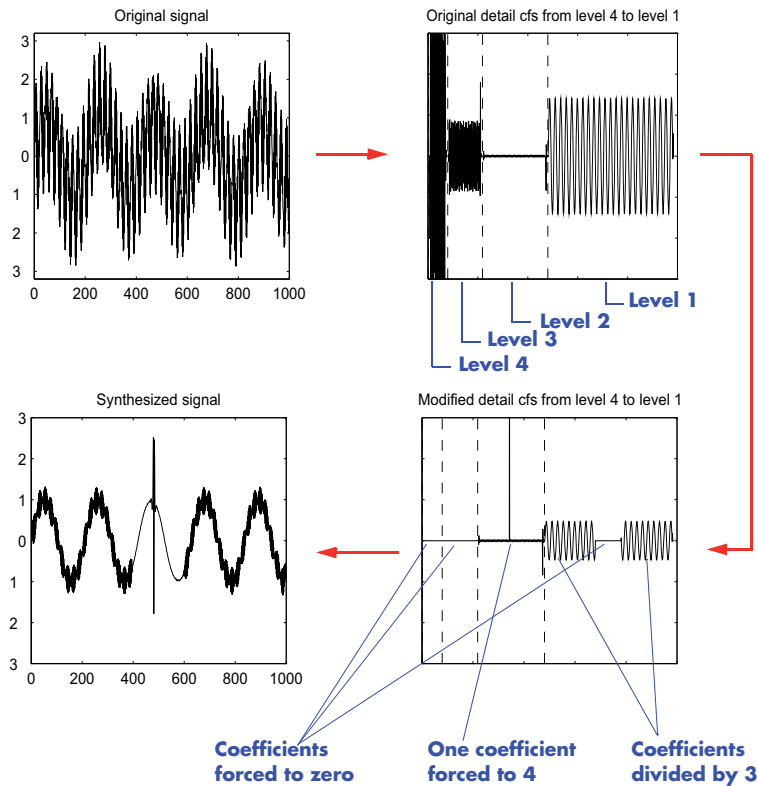 Original signal
Original detail cfs from level 4 to level 1
3
2
1
0
1
2
3
0 200 400 600 800 1000
Level 1
Level 2
Level 3
Level 4
Synthesized signal
Modified detail cfs from level 4 to level 1
3
2
1
0
1
2
3
0 200 400 600 800 1000
Coefficients
forced to zero
One coefficient
forced to 4
Coefficients
divided by 3